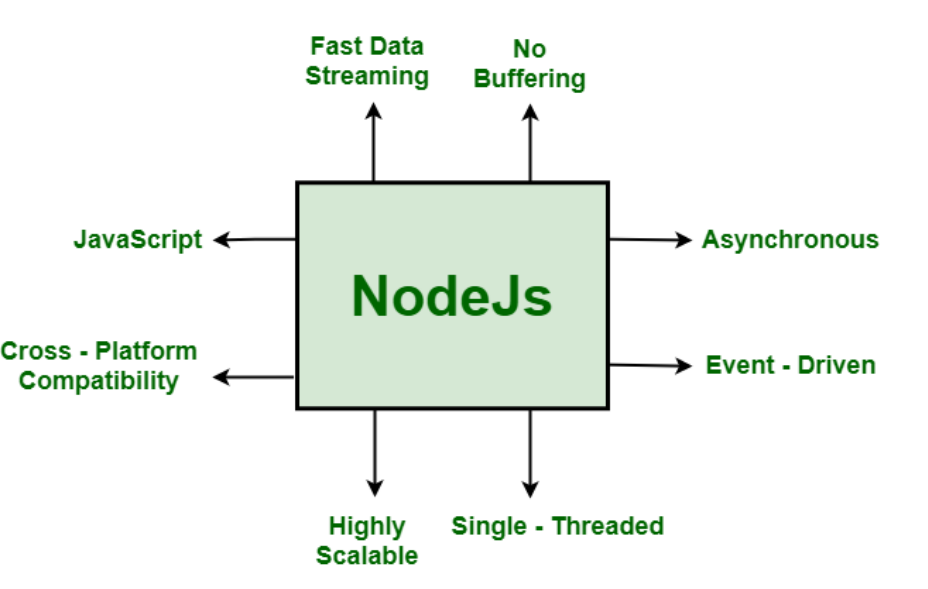 Fast Data
Streaming
No
Buffering
JavaScript
Asynchronous
NodeJs
Cross - Platform
Compatibility
Event - Driven
Highly
Scalable
Single - Threaded